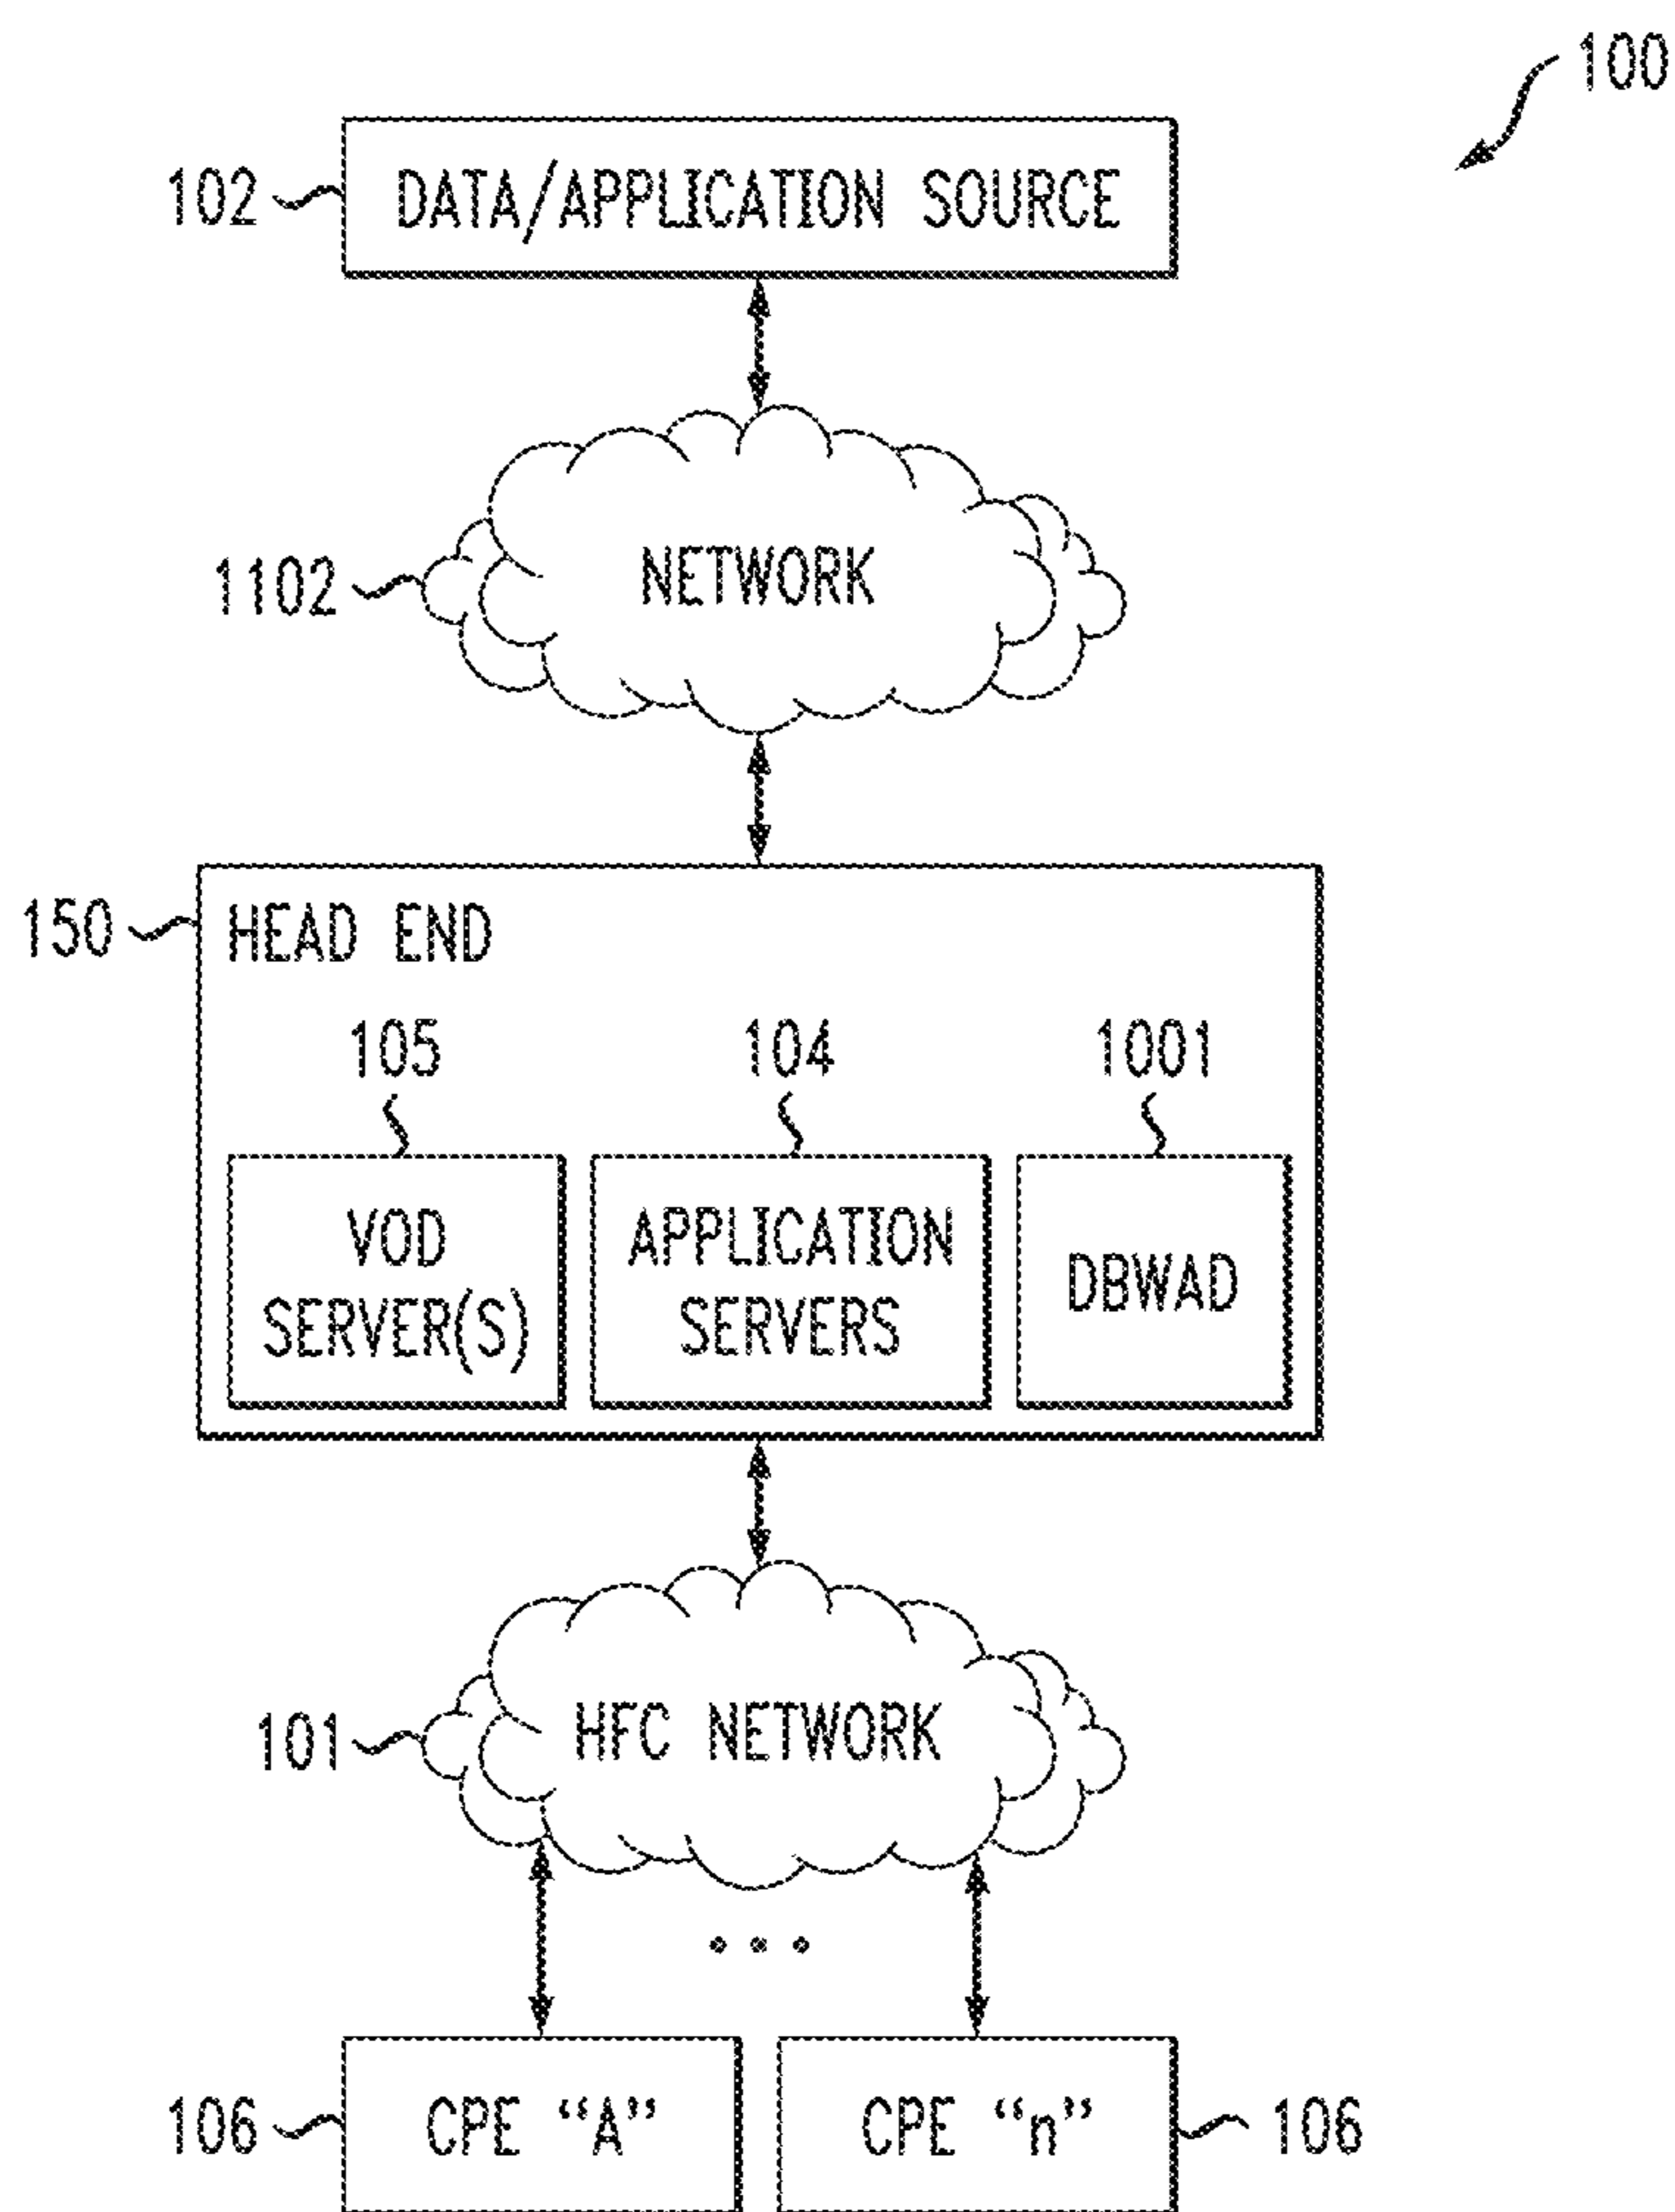 100
102
DATA/APPLICATION SOURCE
1102
NETWORK
150
HEAD END
105
104
1001
VOD
SERVER(S)
APPLICATION
SERVERS
DBWAD
101
HFC NETWORK
...
106
CPE “A”
CPE “n”
106